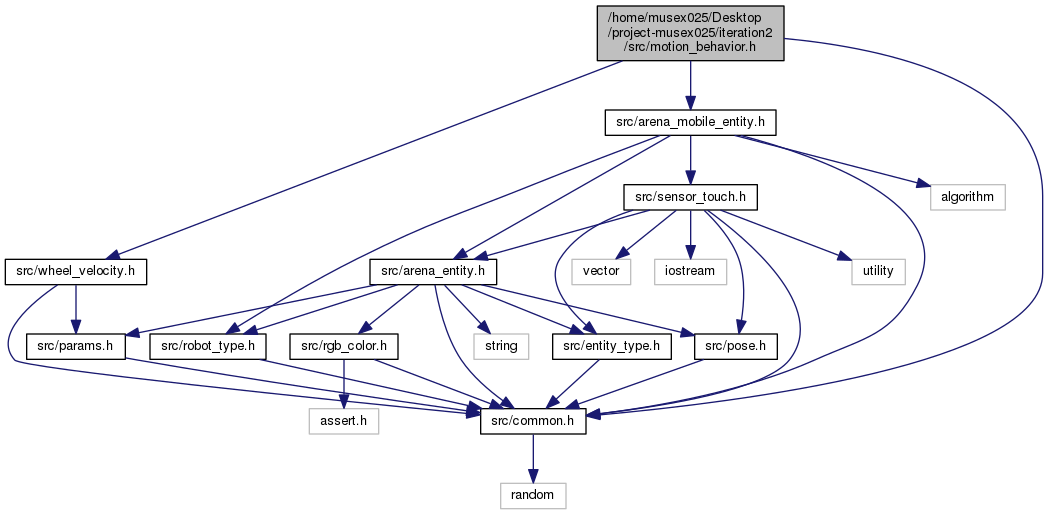 /home/musex025/Desktop
/project-musex025/iteration2
/src/motion_behavior.h
src/arena_mobile_entity.h
src/sensor_touch.h
algorithm
src/wheel_velocity.h
src/arena_entity.h
vector
iostream
utility
src/params.h
src/robot_type.h
src/rgb_color.h
string
src/entity_type.h
src/pose.h
assert.h
src/common.h
random